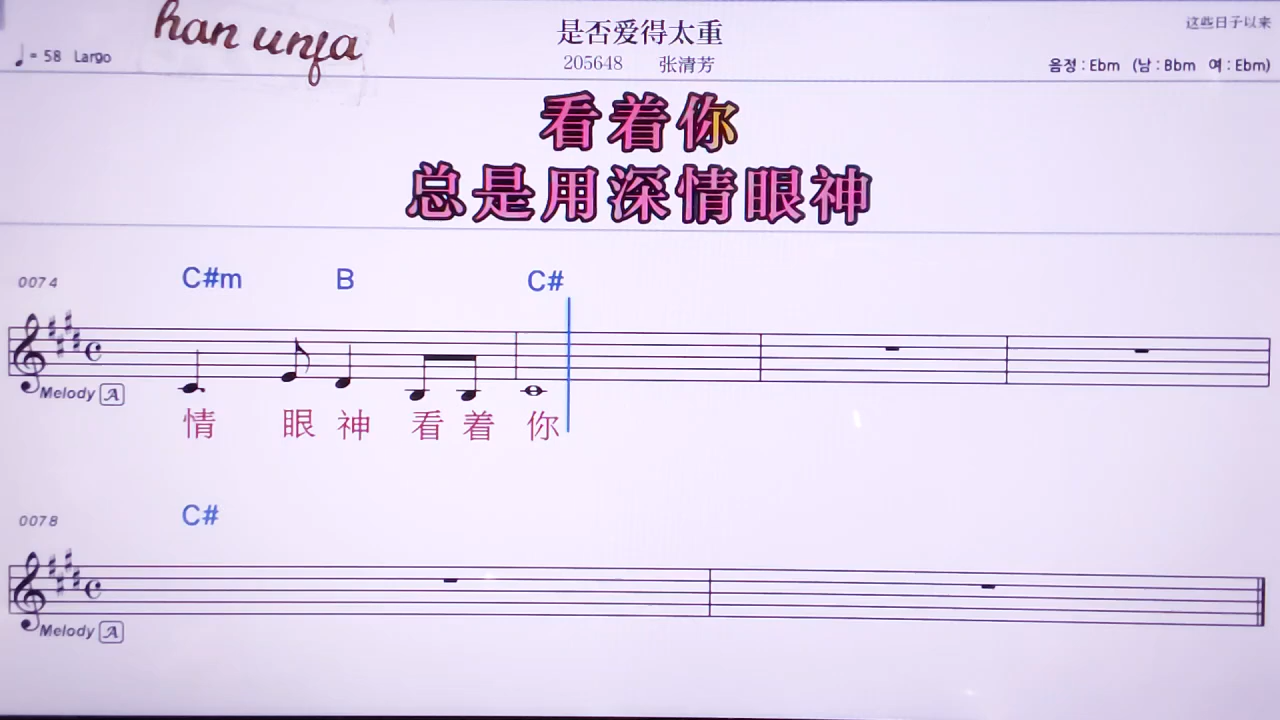 han unja
♩= 58 Largo
是否爱得太重
205648 张清芳
这些日子以来
음정 : Ebm (남 : Bbm 여 : Ebm)
看着你
总是用深情眼神
0074
C#m B C#
Melody A
情 眼 神 看 着 你
0078
C#
Melody A